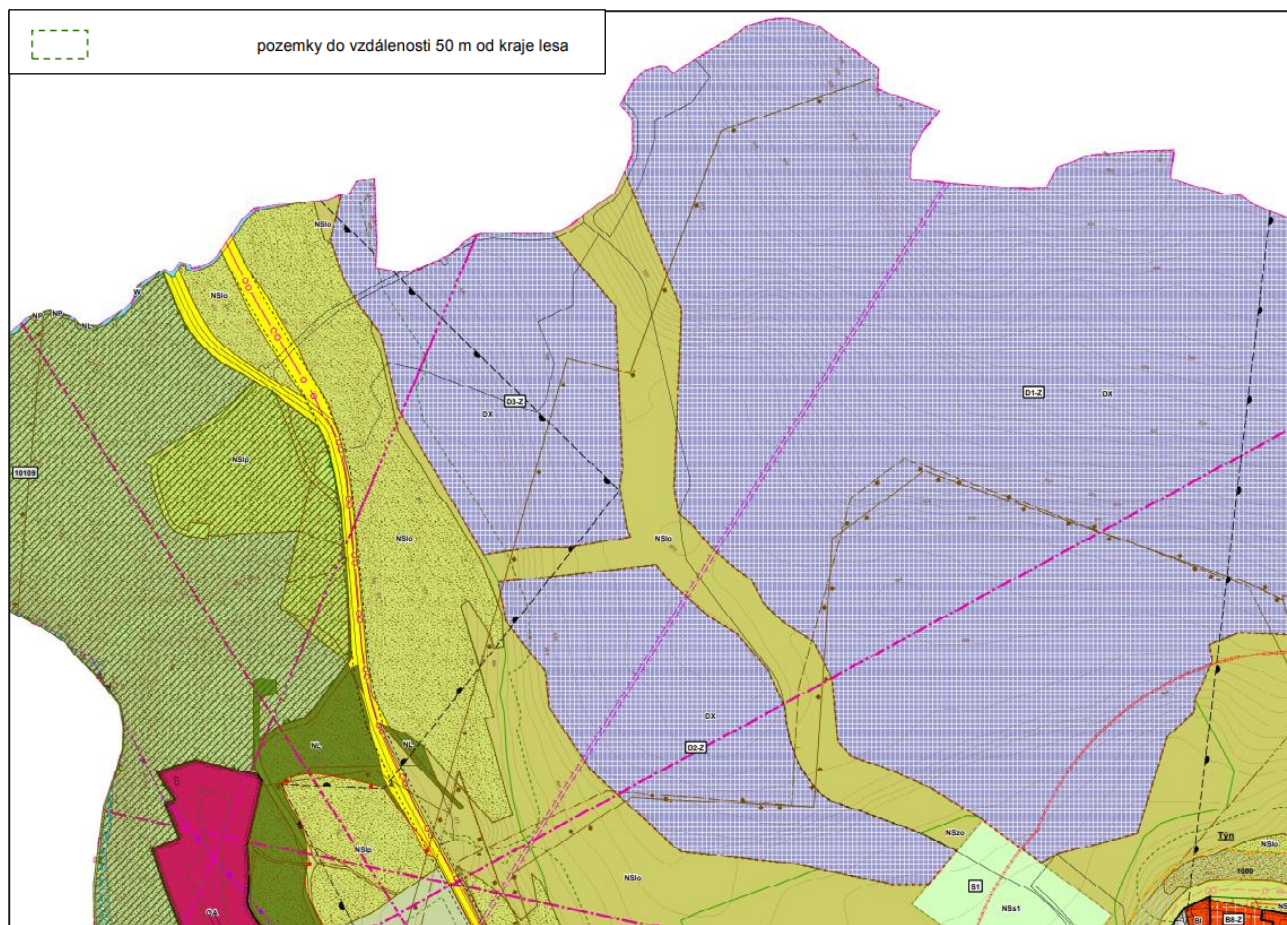 pozemky do vzdálenosti 50 m od kraje lesa
NSlo
NSlo
W
NP
NP
NL
D3-Z
DX
D1-Z
DX
NSlp
10109
NSlo
NSlo
DX
D2-Z
NL
NL
NSlp
NSlo
NSzo
Týn
NSlo
1000
S1
NSs1
OA
BI
B8-Z